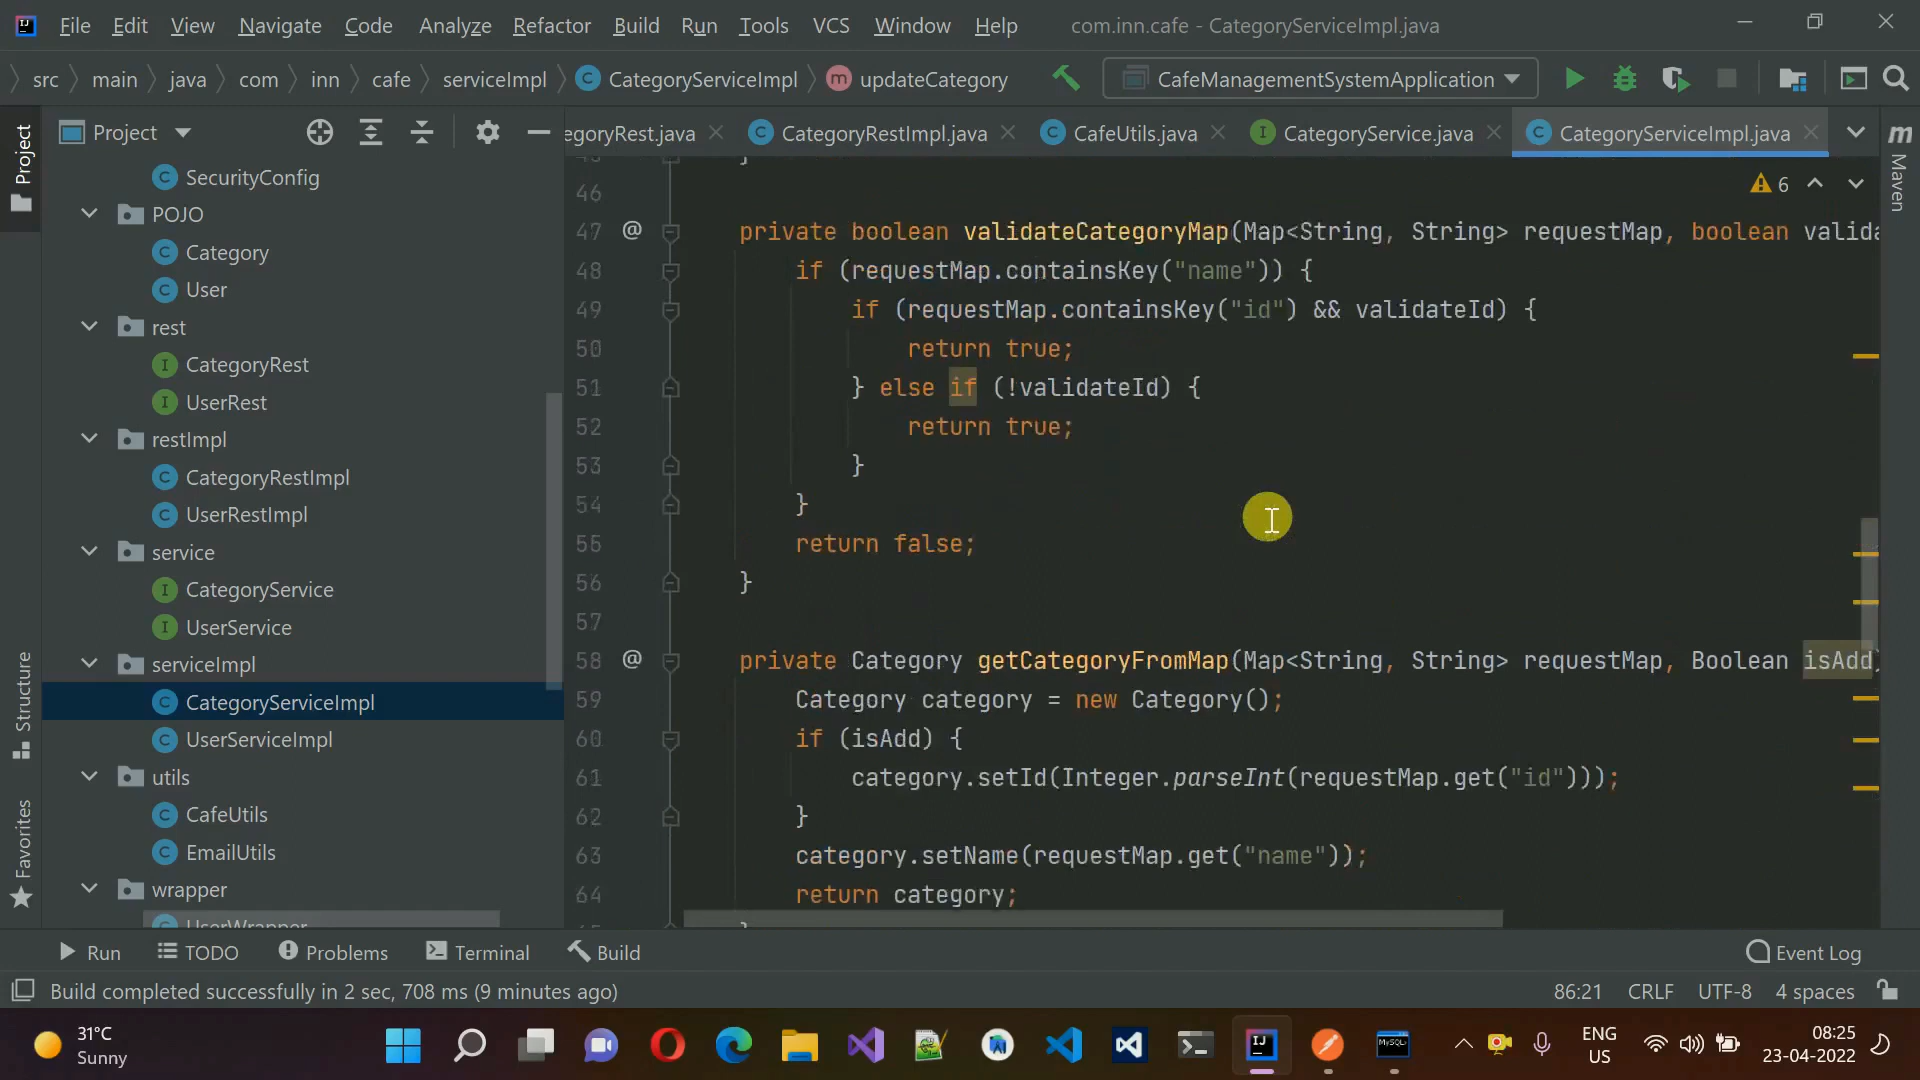 File Edit View Navigate Code Analyze Refactor Build Run Tools VCS Window Help com.inn.cafe - CategoryServiceImpl.java
src main java com inn cafe serviceImpl CategoryServiceImpl updateCategory CafeManagementSystemApplication
Project
egoryRest.java CategoryRestImpl.java CafeUtils.java CategoryService.java CategoryServiceImpl.java
Project
Structure
Favorites
SecurityConfig
POJO
Category
User
rest
CategoryRest
UserRest
restImpl
CategoryRestImpl
UserRestImpl
service
CategoryService
UserService
serviceImpl
CategoryServiceImpl
UserServiceImpl
utils
CafeUtils
EmailUtils
wrapper
UserWrapper
6
46
47 @ private boolean validateCategoryMap(Map<String, String> requestMap, boolean valida
48 if (requestMap.containsKey("name")) {
49 if (requestMap.containsKey("id") && validateId) {
50 return true;
51 } else if (!validateId) {
52 return true;
53 }
54 }
55 return false;
56 }
57
58 @ private Category getCategoryFromMap(Map<String, String> requestMap, Boolean isAdd
59 Category category = new Category();
60 if (isAdd) {
61 category.setId(Integer.parseInt(requestMap.get("id")));
62 }
63 category.setName(requestMap.get("name"));
64 return category;
m Maven
Run TODO Problems Terminal Build Event Log
Build completed successfully in 2 sec, 708 ms (9 minutes ago) 86:21 CRLF UTF-8 4 spaces
31°C
Sunny
ENG
US
08:25
23-04-2022